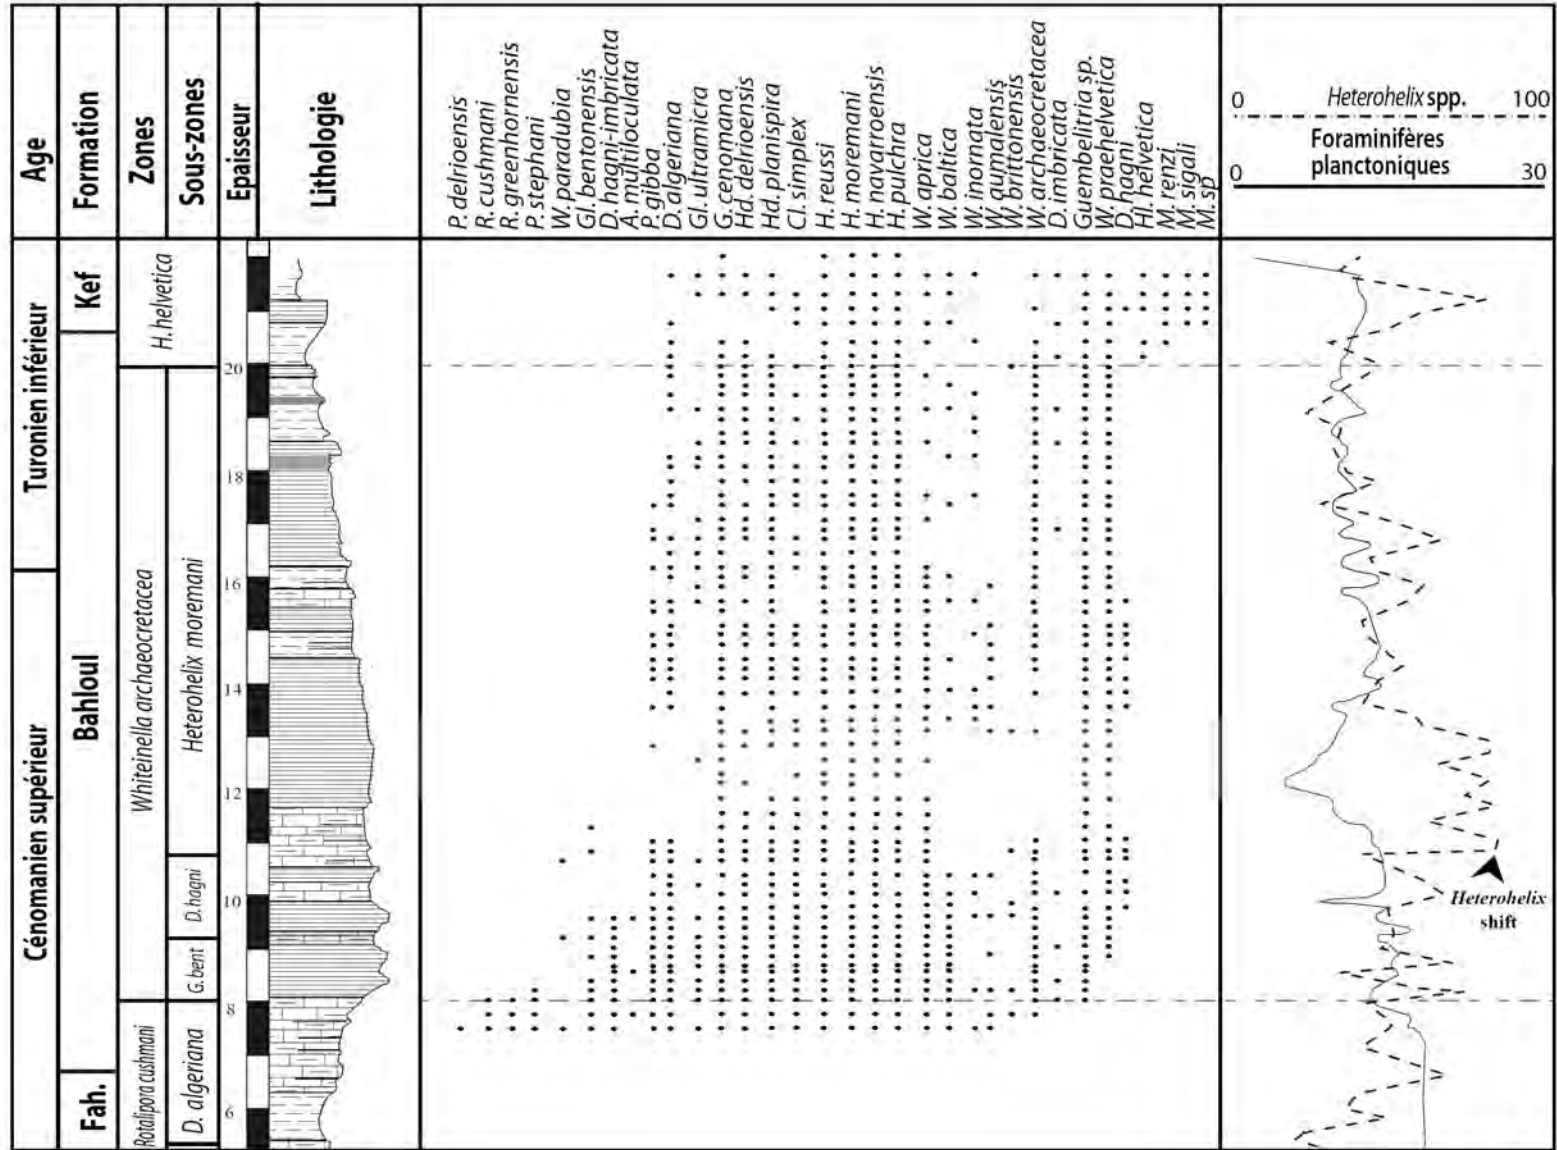 Age
Formation
Zones
Sous-zones
Epaisseur
Lithologie
P. delrioensis
R. cushmani
R. greenhornensis
P. stephani
W. paradubia
Gl. bentonensis
D. hagni-imbricata
A. multiloculata
P. gibba
D. algeriana
Gl. ultramicra
G. cenomana
Hd. delrioensis
Hd. planispira
Cl. simplex
H. reussi
H. moremani
H. navarroensis
H. pulchra
W. aprica
W. baltica
W. inornata
W. aumalensis
W. brittonensis
W. archaeocretacea
D. imbricata
Guembelitria sp.
W. praehelvetica
D. hagni
Hl. helvetica
M. renzi
M. sigali
M. sp
0 Heterohelix spp. 100
Foraminifères
planctoniques
0 30
Turonien inférieur
Cénomanien supérieur
Kef
Bahloul
Fah.
H. helvetica
Whiteinella archaeocretacea
Rotalipora cushmani
Heterohelix moremani
D. hagni
G. bent
D. algeriana
20
18
16
14
12
10
8
6
Heterohelix
shift